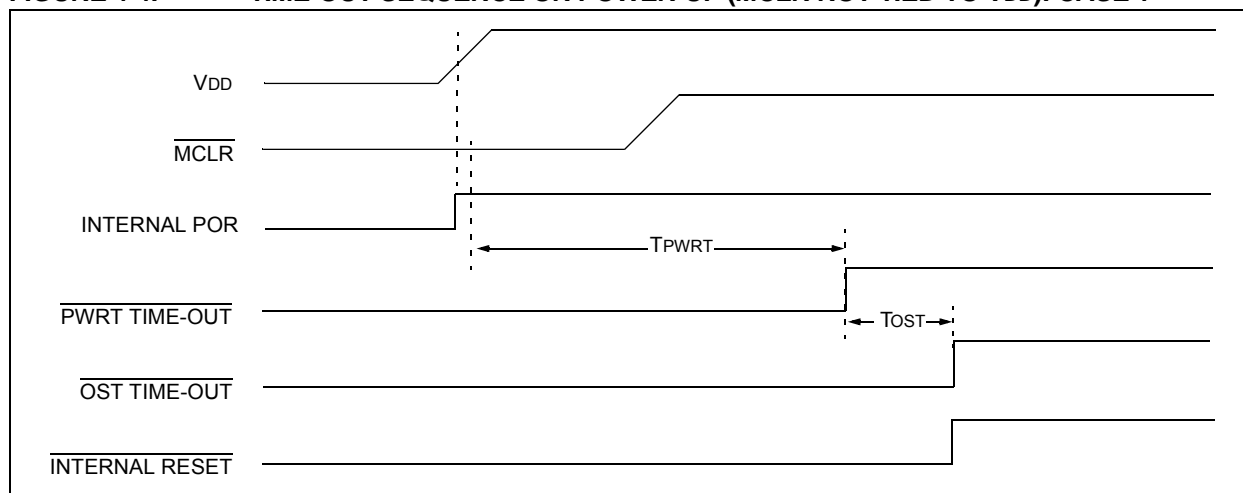 VDD
MCLR
INTERNAL POR
TPWRT
PWRT TIME-OUT
TOST
OST TIME-OUT
INTERNAL RESET